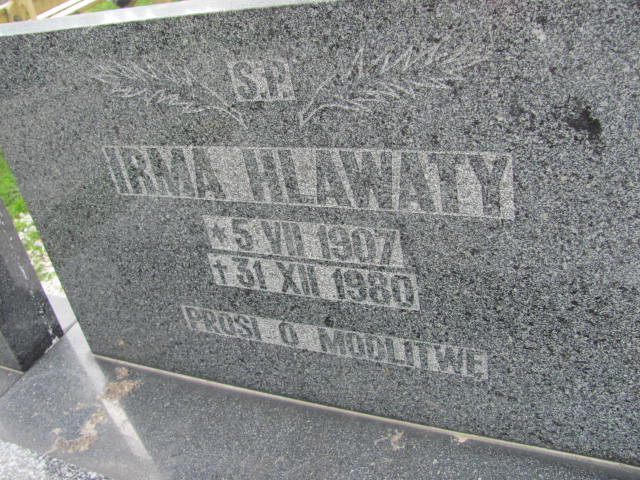 S.P.
IRMA HLAWATY
* 5 VII 1907
† 31 XII 1980
PROSI O MODLITWE